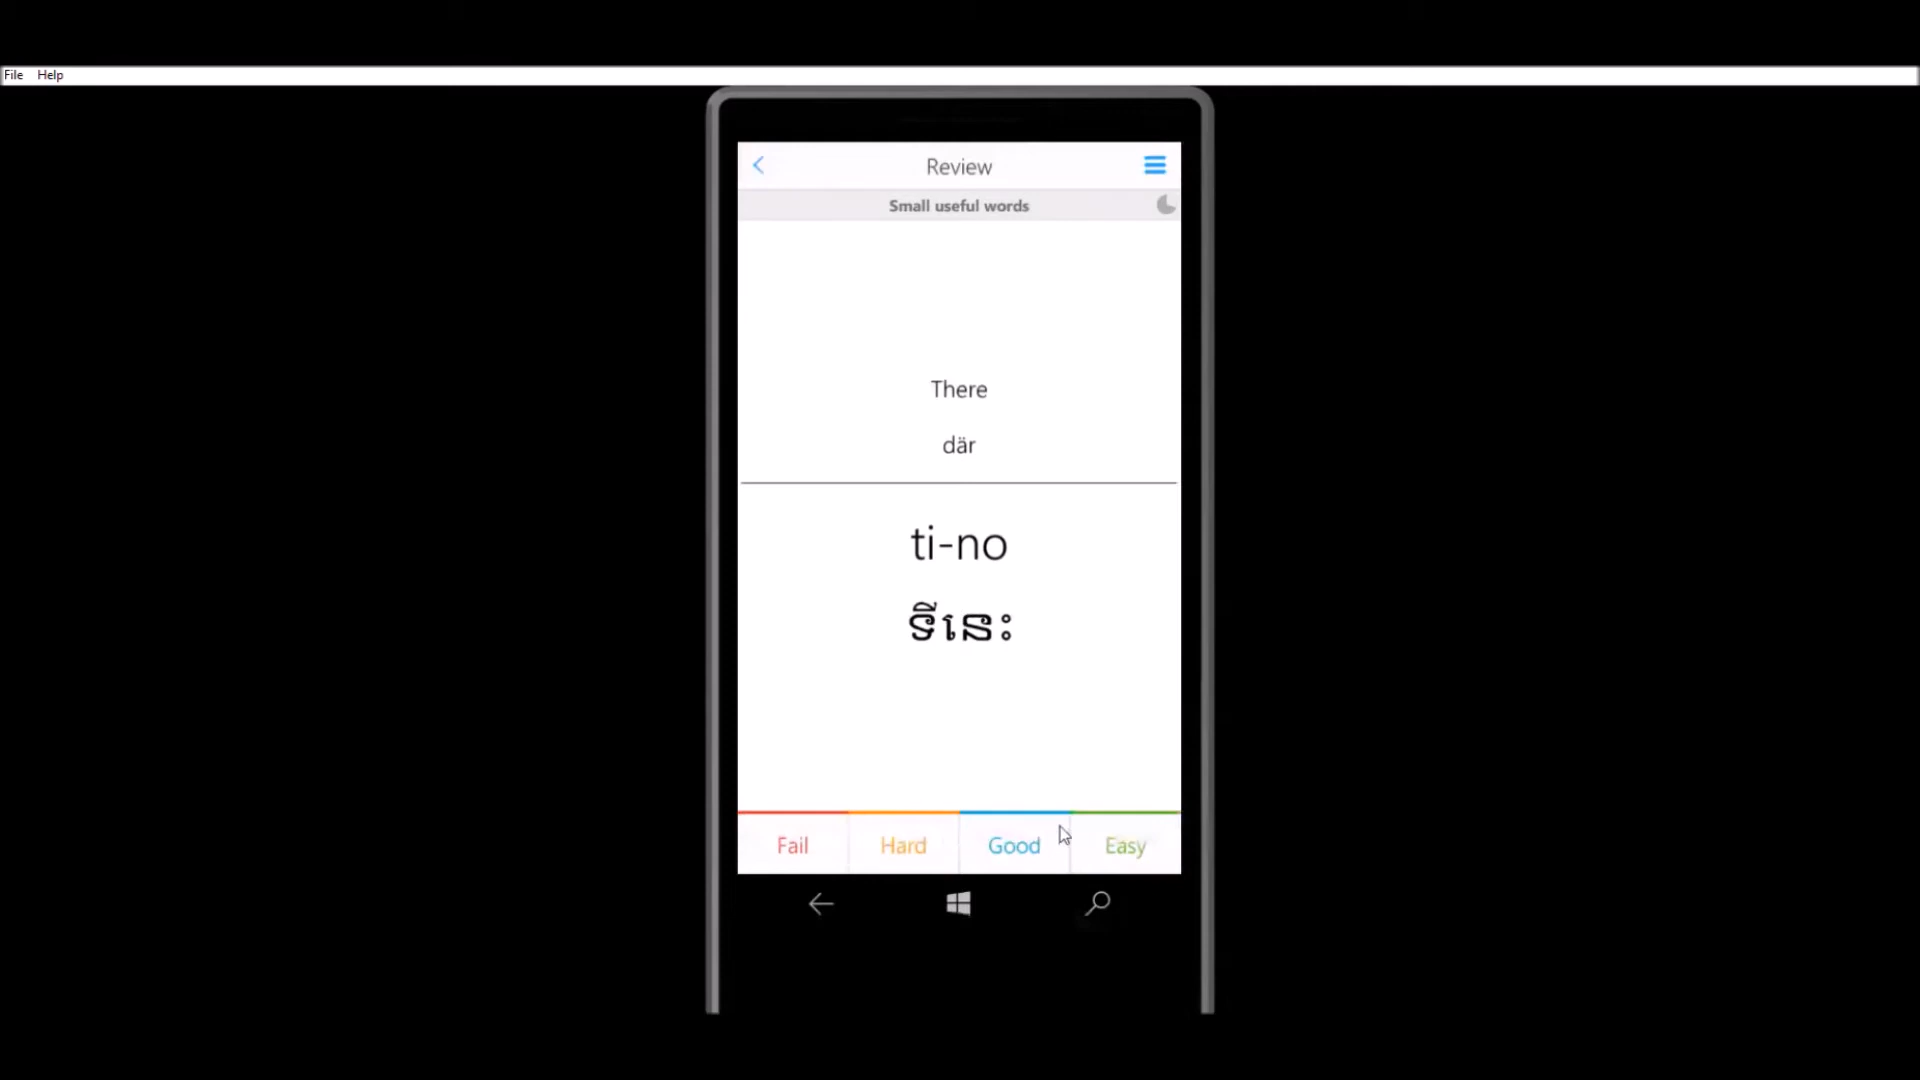 File Help
Review
Small useful words
There
där
ti-no
ទីនេះ
Fail Hard Good Easy